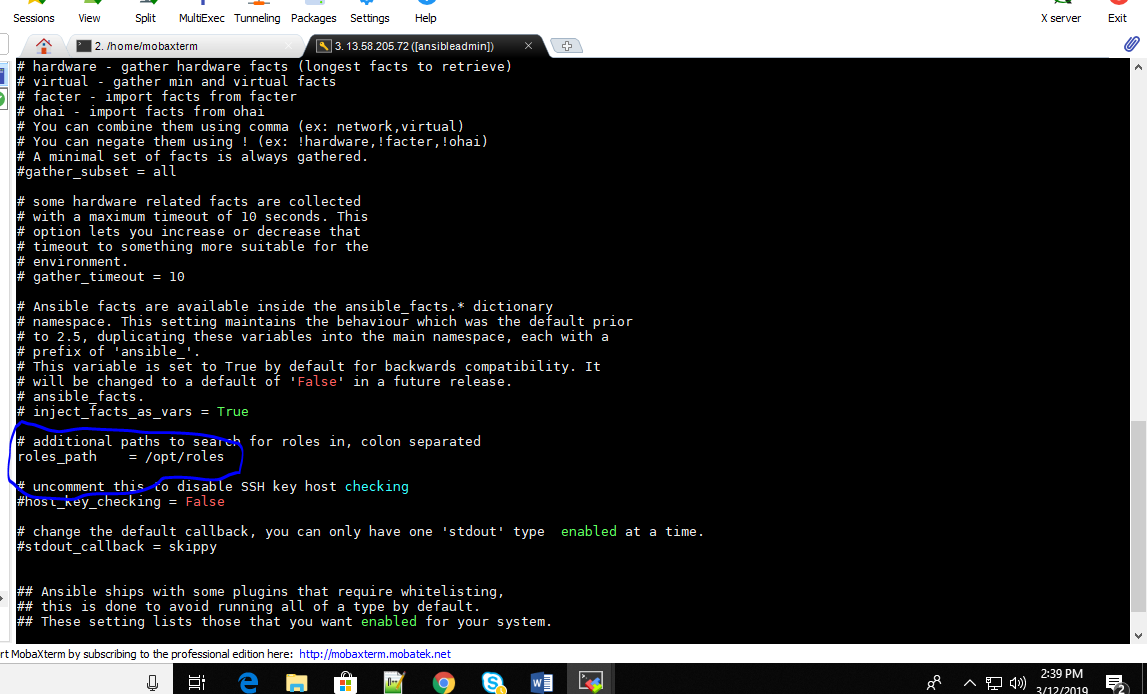 Sessions View Split MultiExec Tunneling Packages Settings Help X server Exit
2. /home/mobaxterm 3. 13.58.205.72 ([ansibleadmin])
# hardware - gather hardware facts (longest facts to retrieve)
# virtual - gather min and virtual facts
# facter - import facts from facter
# ohai - import facts from ohai
# You can combine them using comma (ex: network,virtual)
# You can negate them using ! (ex: !hardware,!facter,!ohai)
# A minimal set of facts is always gathered.
#gather_subset = all
# some hardware related facts are collected
# with a maximum timeout of 10 seconds. This
# option lets you increase or decrease that
# timeout to something more suitable for the
# environment.
# gather_timeout = 10
# Ansible facts are available inside the ansible_facts.* dictionary
# namespace. This setting maintains the behaviour which was the default prior
# to 2.5, duplicating these variables into the main namespace, each with a
# prefix of 'ansible_'.
# This variable is set to True by default for backwards compatibility. It
# will be changed to a default of 'False' in a future release.
# ansible_facts.
# inject_facts_as_vars = True
# additional paths to search for roles in, colon separated
roles_path    = /opt/roles
# uncomment this to disable SSH key host checking
#host_key_checking = False
# change the default callback, you can only have one 'stdout' type  enabled at a time.
#stdout_callback = skippy
## Ansible ships with some plugins that require whitelisting,
## this is done to avoid running all of a type by default.
## These setting lists those that you want enabled for your system.
rt MobaXterm by subscribing to the professional edition here: http://mobaxterm.mobatek.net
2:39 PM
3/12/2019